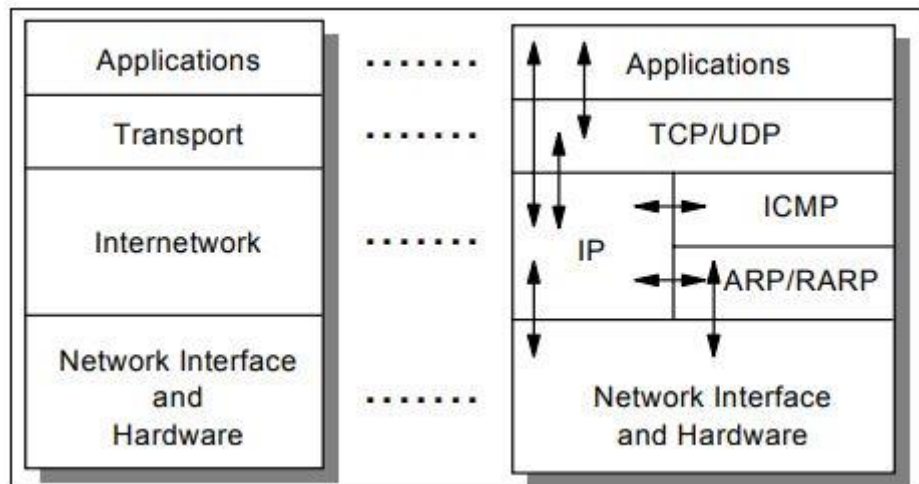 Applications
Transport
Internetwork
Network Interface
and
Hardware
Applications
TCP/UDP
ICMP
IP
ARP/RARP
Network Interface
and Hardware